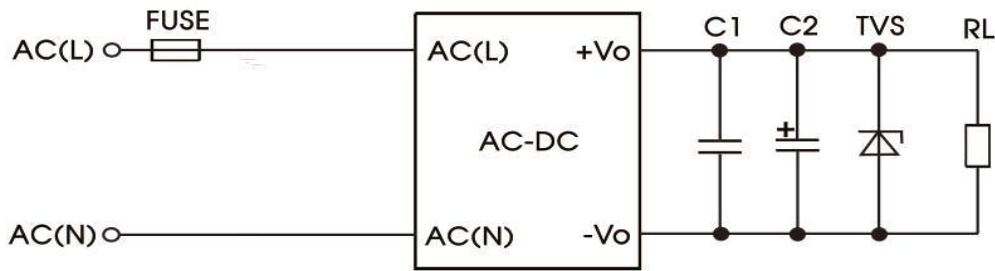 FUSE
C1 C2 TVS RL
AC(L) AC(L) +Vo
AC-DC
+
AC(N) AC(N) -Vo